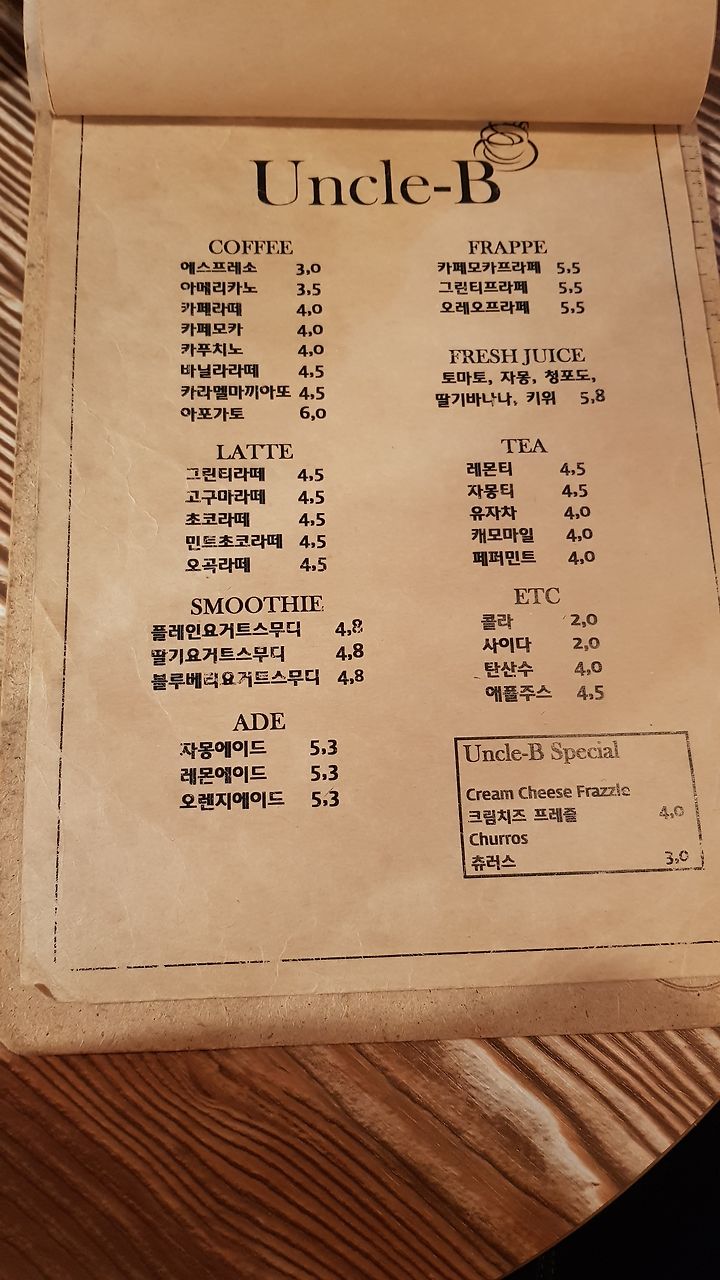 Uncle-B
COFFEE
에스프레소 3,0
아메리카노 3,5
카페라떼 4,0
카페모카 4,0
카푸치노 4,0
바닐라라떼 4,5
카라멜마끼아또 4,5
아포가토 6,0
LATTE
그린티라떼 4,5
고구마라떼 4,5
초코라떼 4,5
민트초코라떼 4,5
오곡라떼 4,5
SMOOTHIE
플레인요거트스무디 4,8
딸기요거트스무디 4,8
블루베리요거트스무디 4,8
ADE
자몽에이드 5,3
레몬에이드 5,3
오렌지에이드 5,3
FRAPPE
카페모카프라페 5,5
그린티프라페 5,5
오레오프라페 5,5
FRESH JUICE
토마토, 자몽, 청포도,
딸기바나나, 키위 5,8
TEA
레몬티 4,5
자몽티 4,5
유자차 4,0
캐모마일 4,0
페퍼민트 4,0
ETC
콜라 2,0
사이다 2,0
탄산수 4,0
애플주스 4,5
Uncle-B Special
Cream Cheese Frazzle
크림치즈 프레즐 4,0
Churros
츄러스 3,0